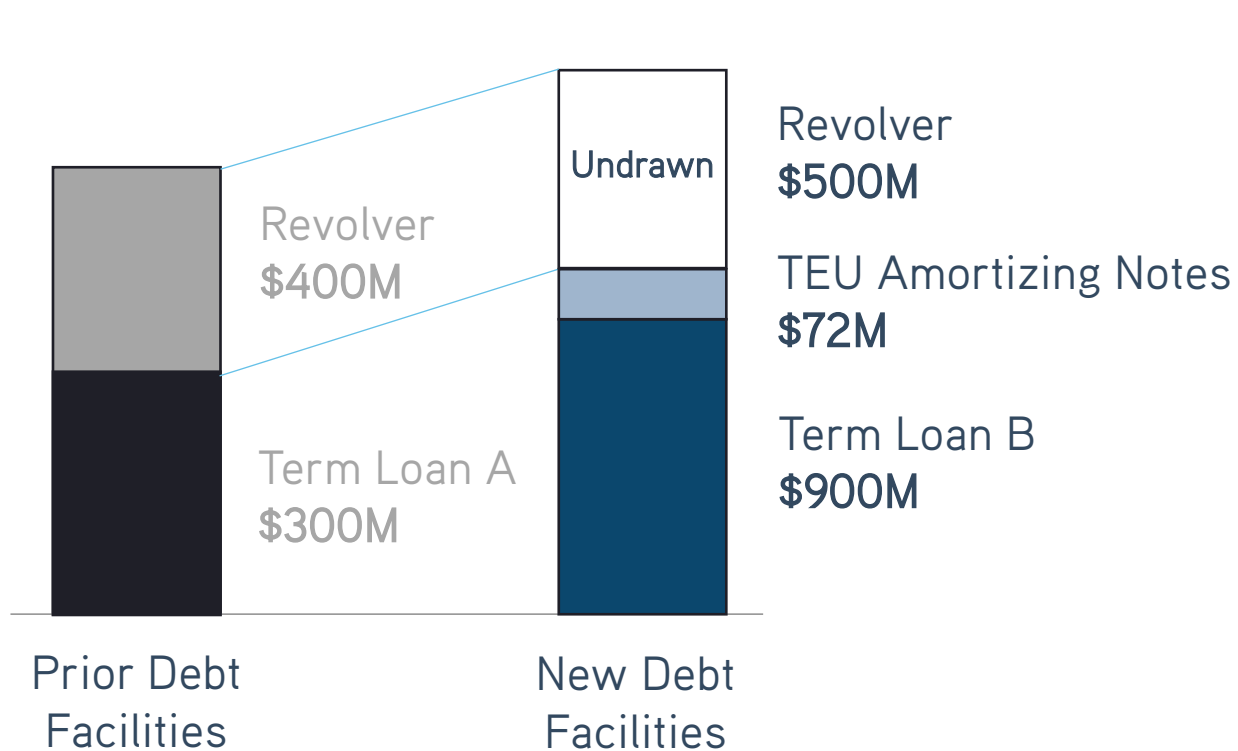 Revolver
$400M
Term Loan A
$300M
Prior Debt
Facilities
Undrawn
Revolver
$500M
TEU Amortizing Notes
$72M
Term Loan B
$900M
New Debt
Facilities